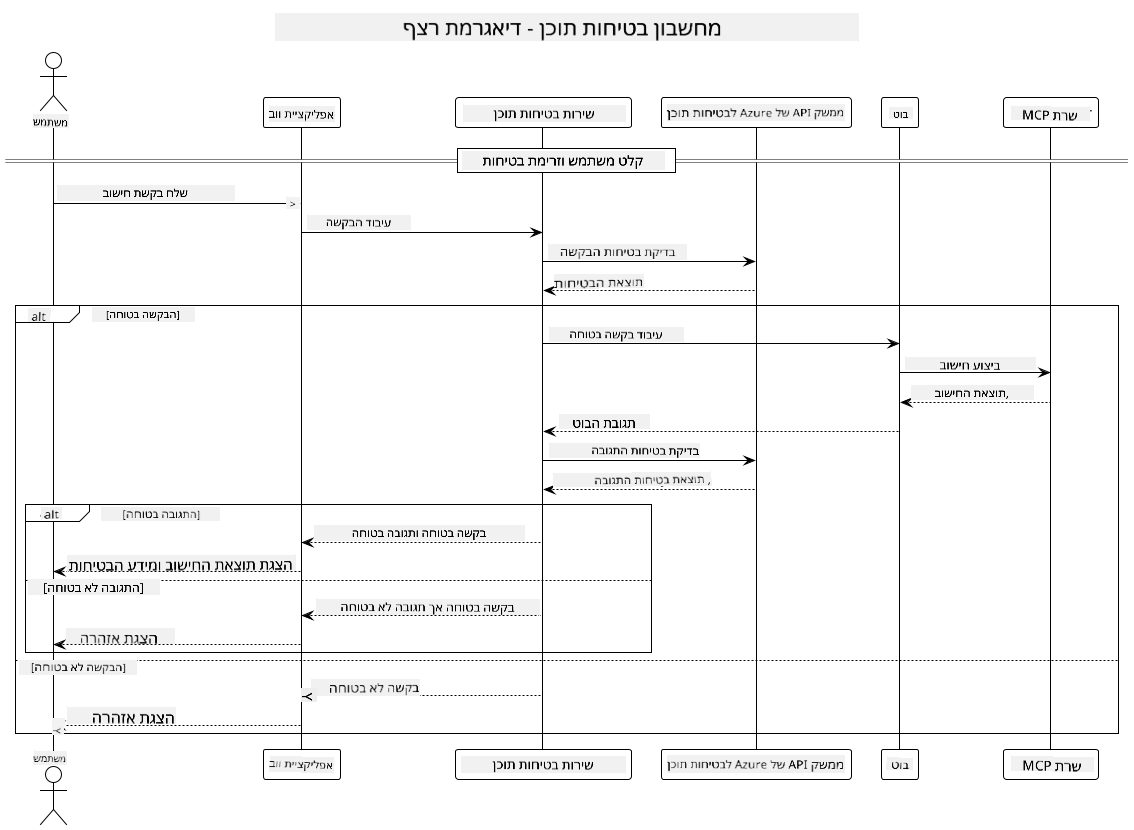 מחשבון בטיחות תוכן - דיאגרמת רצף
משתמש
אפליקציית ווב
שירות בטיחות תוכן
ממשק API של Azure לבטיחות תוכן
בוט
שרת MCP
קלט משתמש וזרימת בטיחות
שלח בקשת חישוב
עיבוד הבקשה
בדיקת בטיחות הבקשה
תוצאת הבטיחות
alt
[הבקשה בטוחה]
עיבוד בקשה בטוחה
ביצוע חישוב
תוצאת החישוב,
תגובת הבוט
בדיקת בטיחות התגובה
תוצאת בטיחות התגובה,
alt
[התגובה בטוחה]
בקשה בטוחה ותגובה בטוחה
הצגת תוצאת החישוב ומידע הבטיחות
[התגובה לא בטוחה]
בקשה בטוחה אך תגובה לא בטוחה
הצגת אזהרה
[הבקשה לא בטוחה]
בקשה לא בטוחה
הצגת אזהרה
משתמש
אפליקציית ווב
שירות בטיחות תוכן
ממשק API של Azure לבטיחות תוכן
בוט
שרת MCP